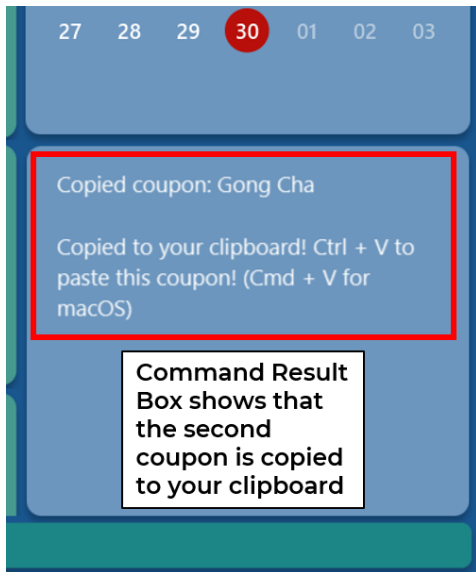 27 28 29 30 01 02 03
Copied coupon: Gong Cha
Copied to your clipboard! Ctrl + V to
paste this coupon! (Cmd + V for
macOS)
Command Result
Box shows that
the second
coupon is copied
to your clipboard